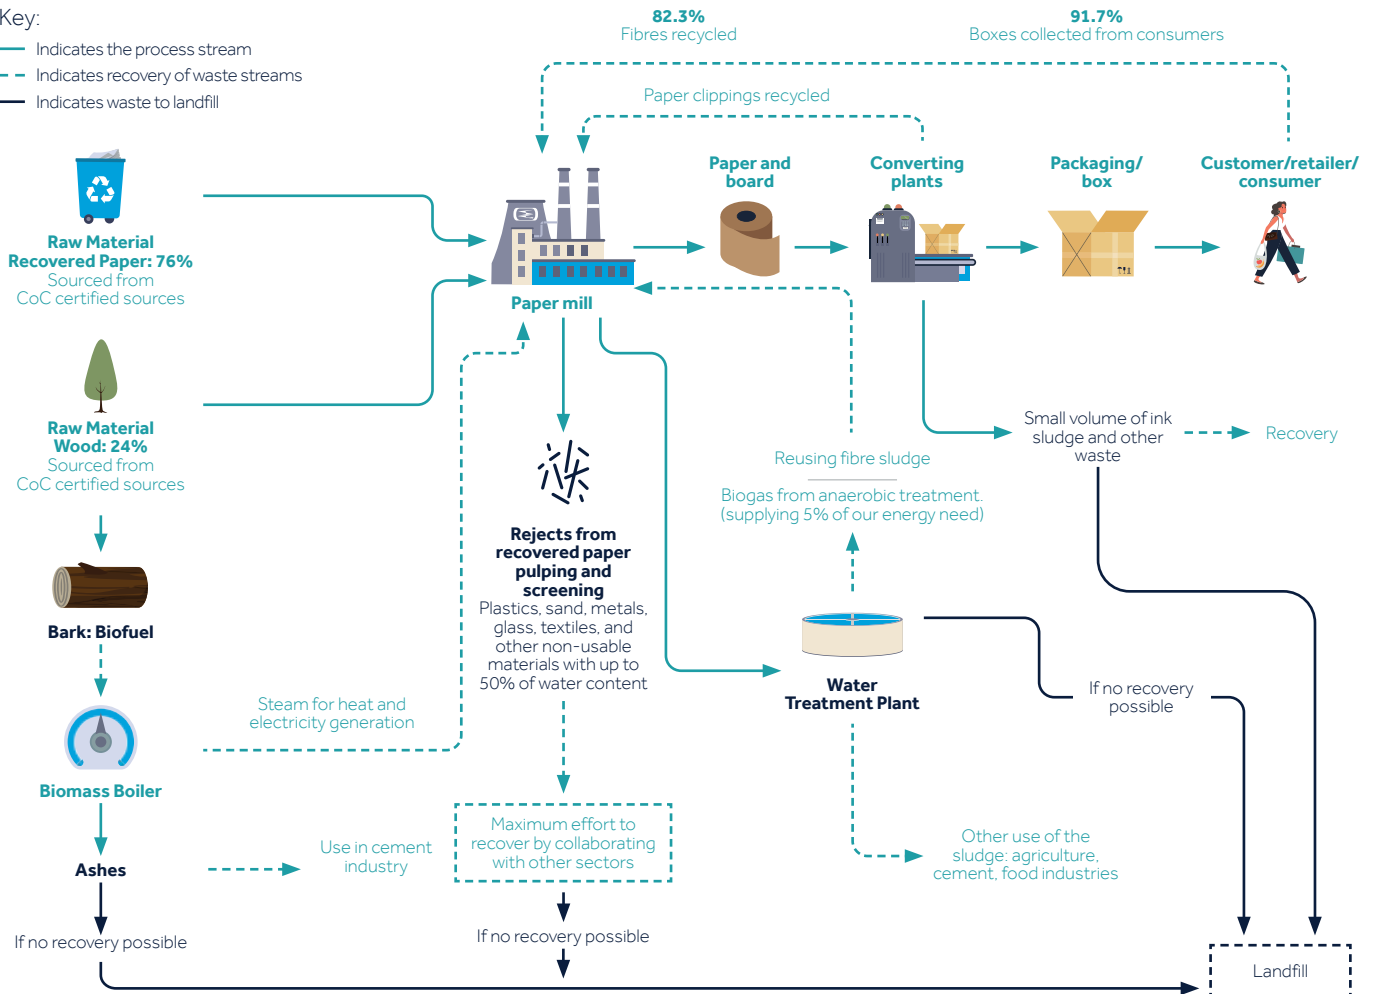 Key:
Indicates the process stream
Indicates recovery of waste streams
Indicates waste to landfill
82.3%
Fibres recycled
91.7%
Boxes collected from consumers
Paper clippings recycled
Raw Material
Recovered Paper: 76%
Sourced from
CoC certified sources
Paper mill
Paper and
board
Converting
plants
Packaging/
box
Customer/retailer/
consumer
Raw Material
Wood: 24%
Sourced from
CoC certified sources
Small volume of ink
sludge and other
waste
Recovery
Reusing fibre sludge
Biogas from anaerobic treatment.
(supplying 5% of our energy need)
Rejects from
recovered paper
pulping and
screening
Plastics, sand, metals,
glass, textiles, and
other non-usable
materials with up to
50% of water content
Bark: Biofuel
Water
Treatment Plant
If no recovery
possible
Steam for heat and
electricity generation
Biomass Boiler
Maximum effort to
recover by collaborating
with other sectors
Use in cement
industry
Other use of the
sludge: agriculture,
cement, food industries
Ashes
If no recovery possible
If no recovery possible
Landfill